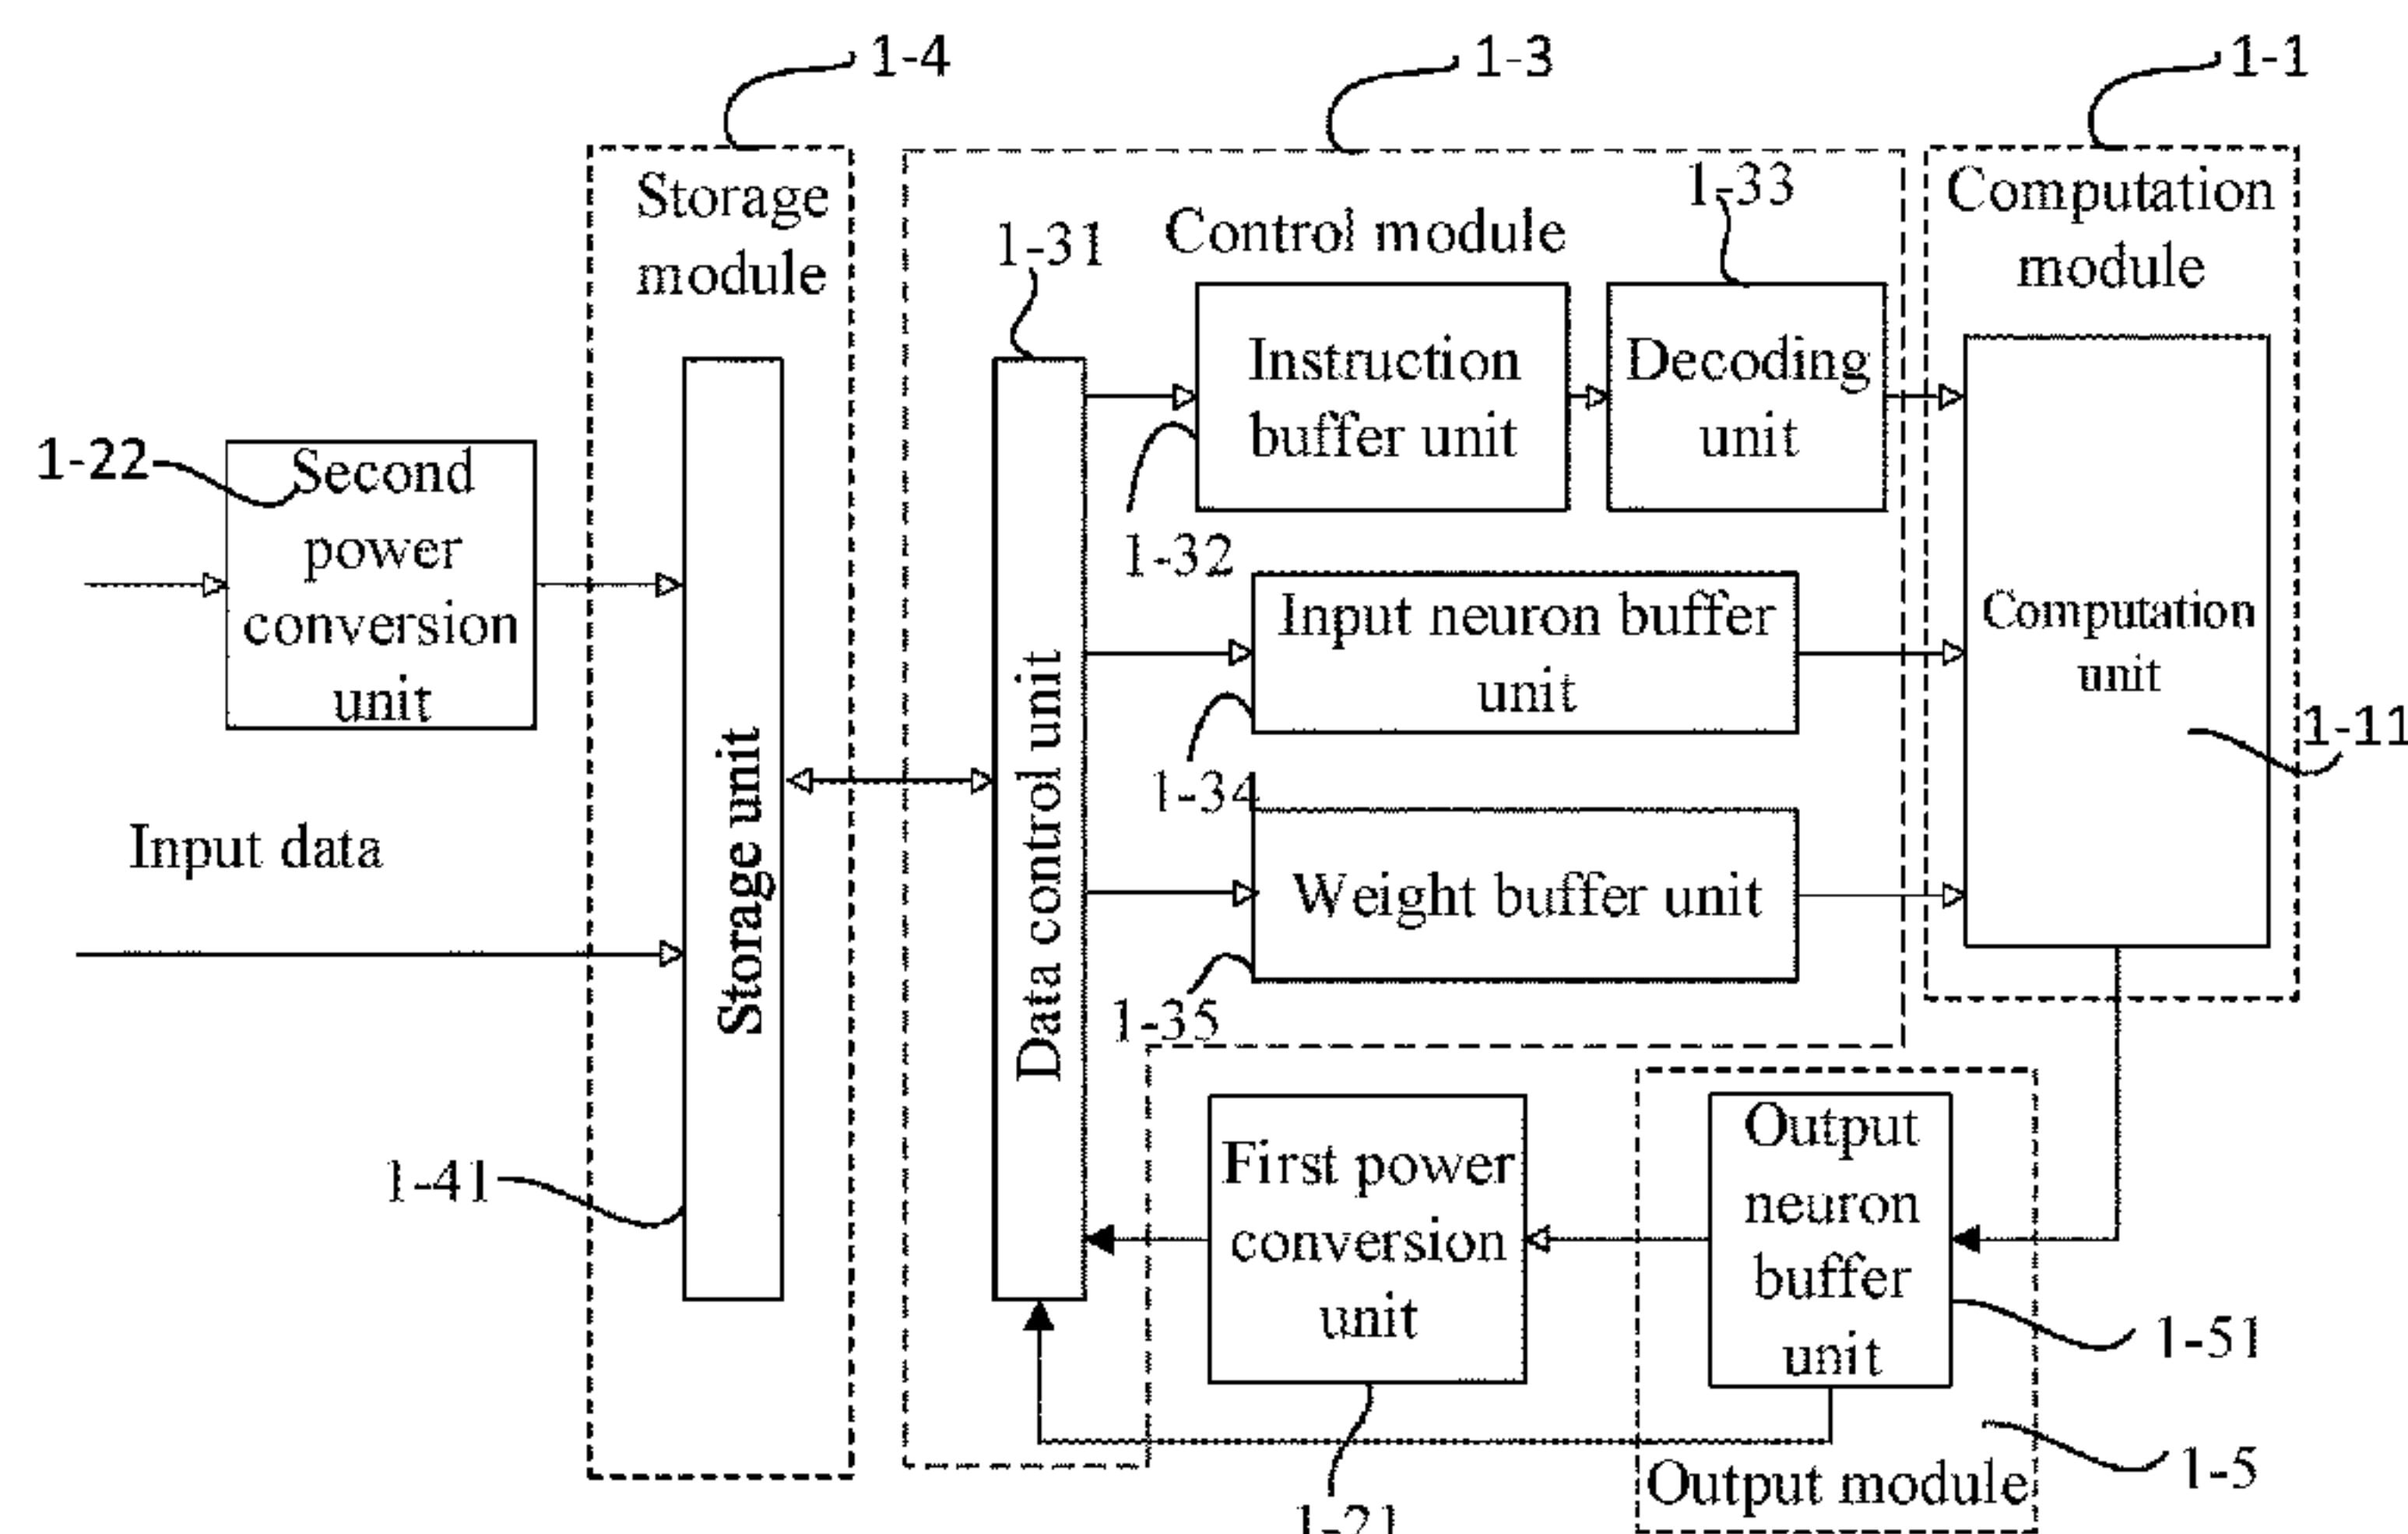 1-4
1-3
1-1
Storage
module
1-31
Control module
1-33
Computation
module
Instruction
buffer unit
Decoding
unit
1-22
Second
power
conversion
unit
1-32
Input neuron buffer
unit
Computation
unit
1-11
1-34
Input data
Storage unit
Data control unit
Weight buffer unit
1-35
1-41
First power
conversion
unit
Output
neuron
buffer
unit
1-51
1-5
Output module
1-21